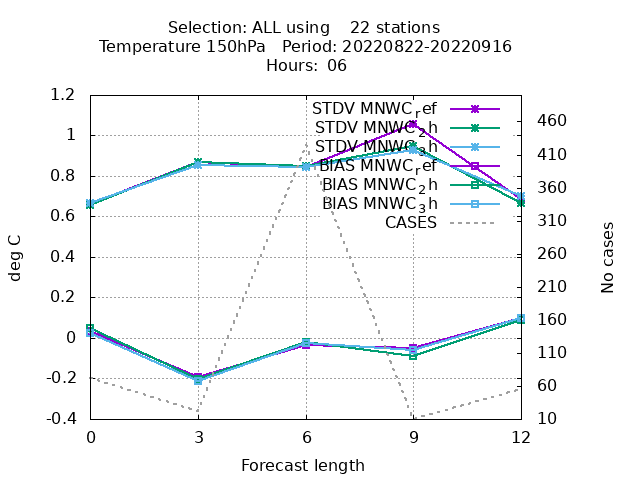 Selection: ALL using    22 stations
Temperature 150hPa   Period: 20220822-20220916
Hours:  06
STDV MNWC_ref
STDV MNWC_2h
STDV MNWC_3h
BIAS MNWC_ref
BIAS MNWC_2h
BIAS MNWC_3h
CASES
1.2
1
0.8
0.6
0.4
0.2
0
-0.2
-0.4
deg C
460
410
360
310
260
210
160
110
60
10
No cases
0 3 6 9 12
Forecast length